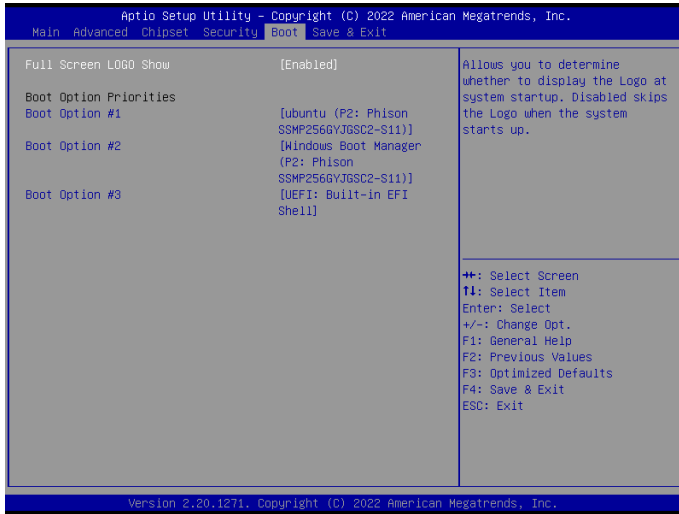 Aptio Setup Utility – Copyright (C) 2022 American Megatrends, Inc.
Main Advanced Chipset Security Boot Save & Exit
Full Screen LOGO Show [Enabled]
Boot Option Priorities
Boot Option #1 [ubuntu (P2: Phison
SSMP256GYJGSC2-S11)]
Boot Option #2 [Windows Boot Manager
(P2: Phison
SSMP256GYJGSC2-S11)]
Boot Option #3 [UEFI: Built-in EFI
Shell]
Allows you to determine
whether to display the Logo at
system startup. Disabled skips
the Logo when the system
starts up.
→←: Select Screen
↑↓: Select Item
Enter: Select
+/-: Change Opt.
F1: General Help
F2: Previous Values
F3: Optimized Defaults
F4: Save & Exit
ESC: Exit
Version 2.20.1271. Copyright (C) 2022 American Megatrends, Inc.